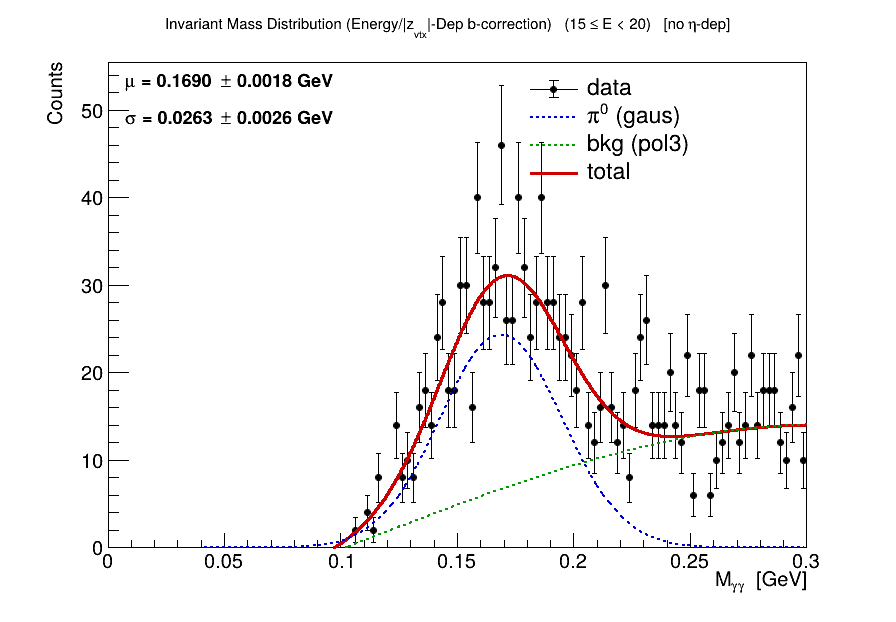 Invariant Mass Distribution (Energy/|z_vtx|-Dep b-correction) (15 ≤ E < 20) [no η-dep]
Counts
μ = 0.1690 ± 0.0018 GeV
σ = 0.0263 ± 0.0026 GeV
data
π⁰ (gaus)
bkg (pol3)
total
50
40
30
20
10
0
0 0.05 0.1 0.15 0.2 0.25 0.3
M_γγ [GeV]